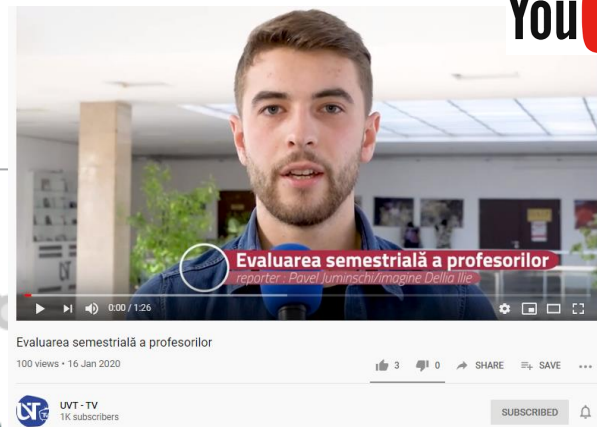 You
Evaluarea semestrială a profesorilor
reporter : Pavel Juminschi/imagine Dellia Ilie
0:00 / 1:26
Evaluarea semestrială a profesorilor
100 views • 16 Jan 2020
3 0 SHARE SAVE
UVT - TV
1K subscribers
SUBSCRIBED